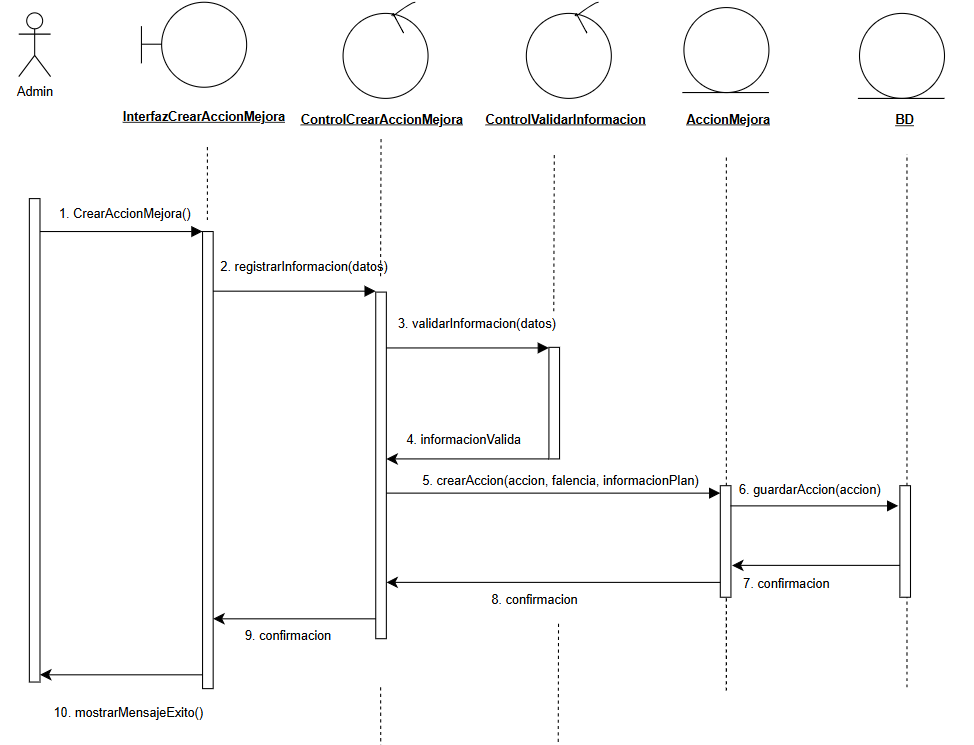 Admin
InterfazCrearAccionMejora
ControlCrearAccionMejora
ControlValidarInformacion
AccionMejora
BD
1. CrearAccionMejora()
2. registrarInformacion(datos)
3. validarInformacion(datos)
4. informacionValida
5. crearAccion(accion, falencia, informacionPlan)
6. guardarAccion(accion)
7. confirmacion
8. confirmacion
9. confirmacion
10. mostrarMensajeExito()